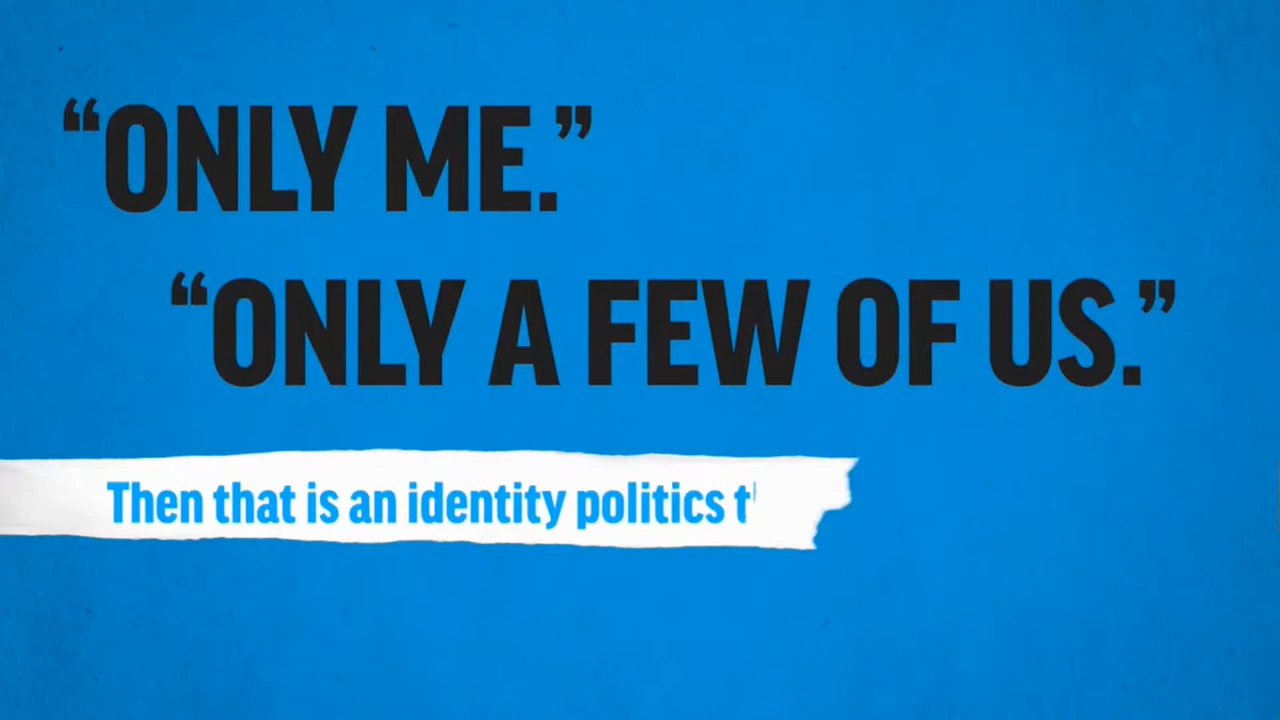 “ONLY ME.”
“ONLY A FEW OF US.”
Then that is an identity politics t